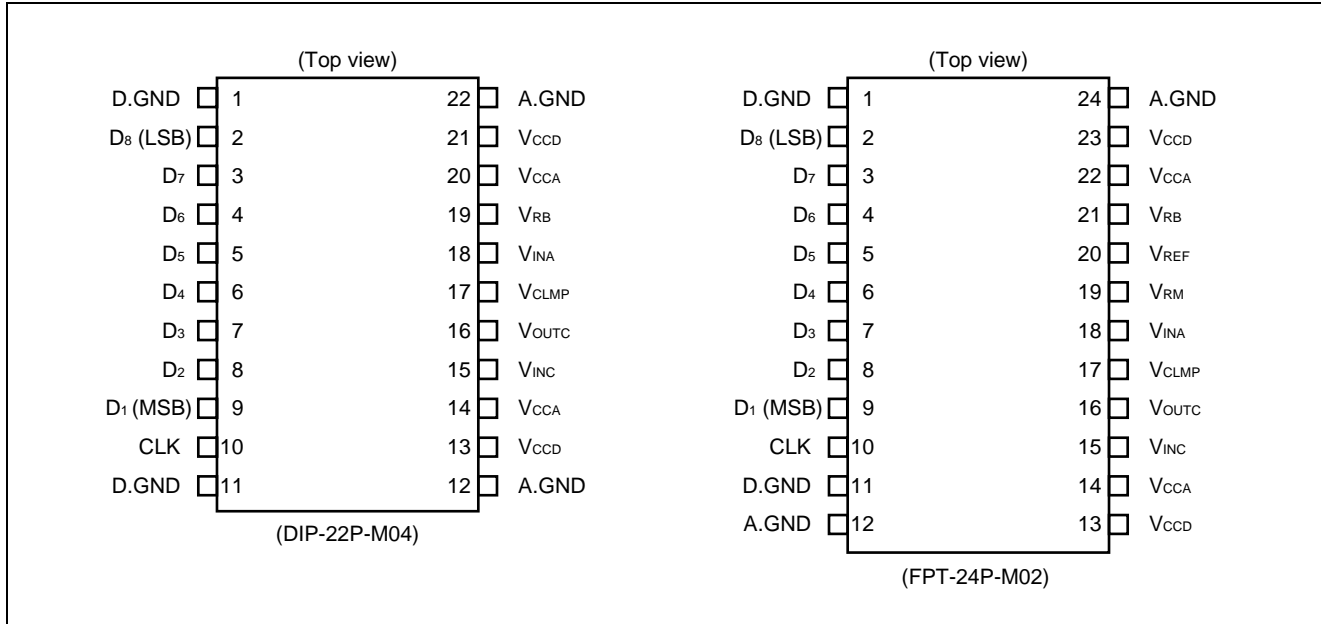 (Top view)
D.GND 1 22 A.GND
D8 (LSB) 2 21 VCCD
D7 3 20 VCCA
D6 4 19 VRB
D5 5 18 VINA
D4 6 17 VCLMP
D3 7 16 VOUTC
D2 8 15 VINC
D1 (MSB) 9 14 VCCA
CLK 10 13 VCCD
D.GND 11 12 A.GND
(DIP-22P-M04)
(Top view)
D.GND 1 24 A.GND
D8 (LSB) 2 23 VCCD
D7 3 22 VCCA
D6 4 21 VRB
D5 5 20 VREF
D4 6 19 VRM
D3 7 18 VINA
D2 8 17 VCLMP
D1 (MSB) 9 16 VOUTC
CLK 10 15 VINC
D.GND 11 14 VCCA
A.GND 12 13 VCCD
(FPT-24P-M02)